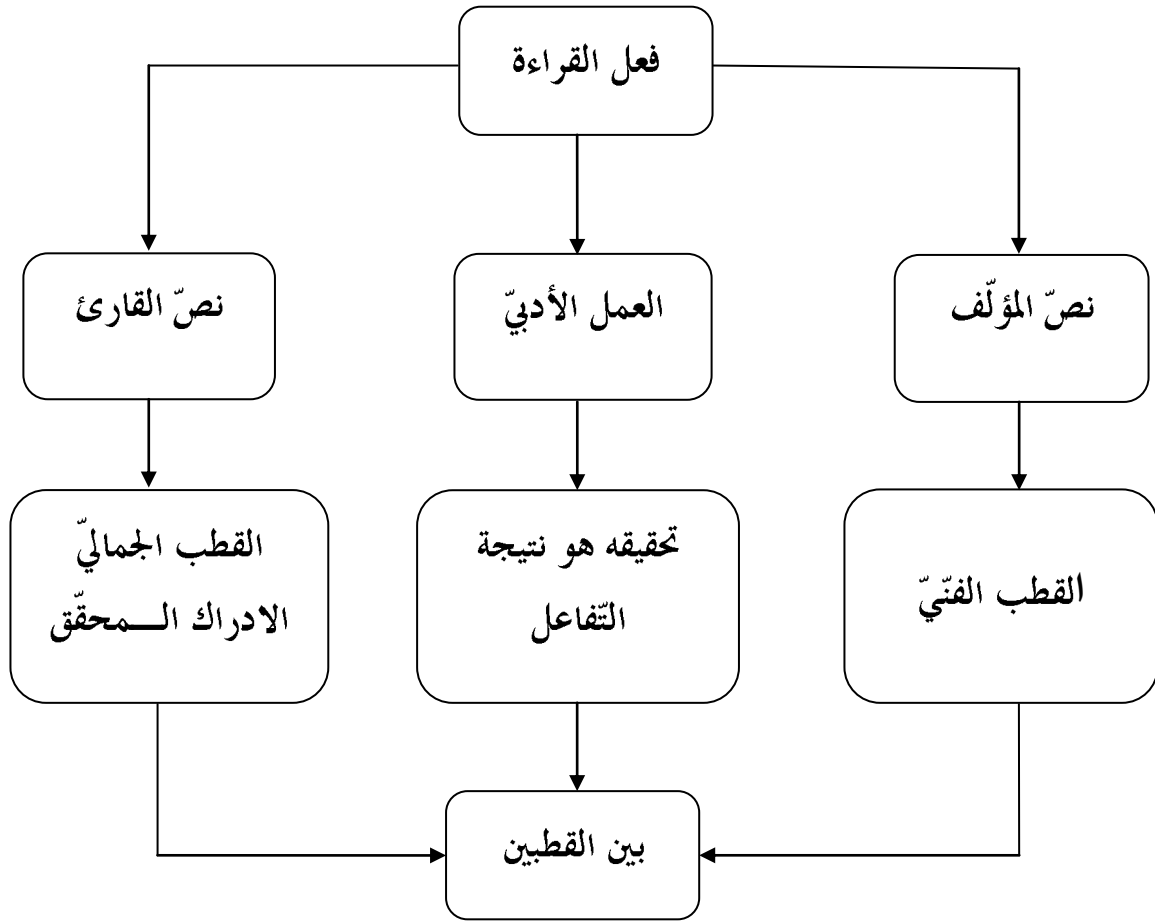 فعل القراءة
نصّ المؤلّف
العمل الأدبيّ
نصّ القارئ
القطب الفنّيّ
تحقيقه هو نتيجة
التّفاعل
القطب الجماليّ
الادراك الـــمحقّق
بين القطبين